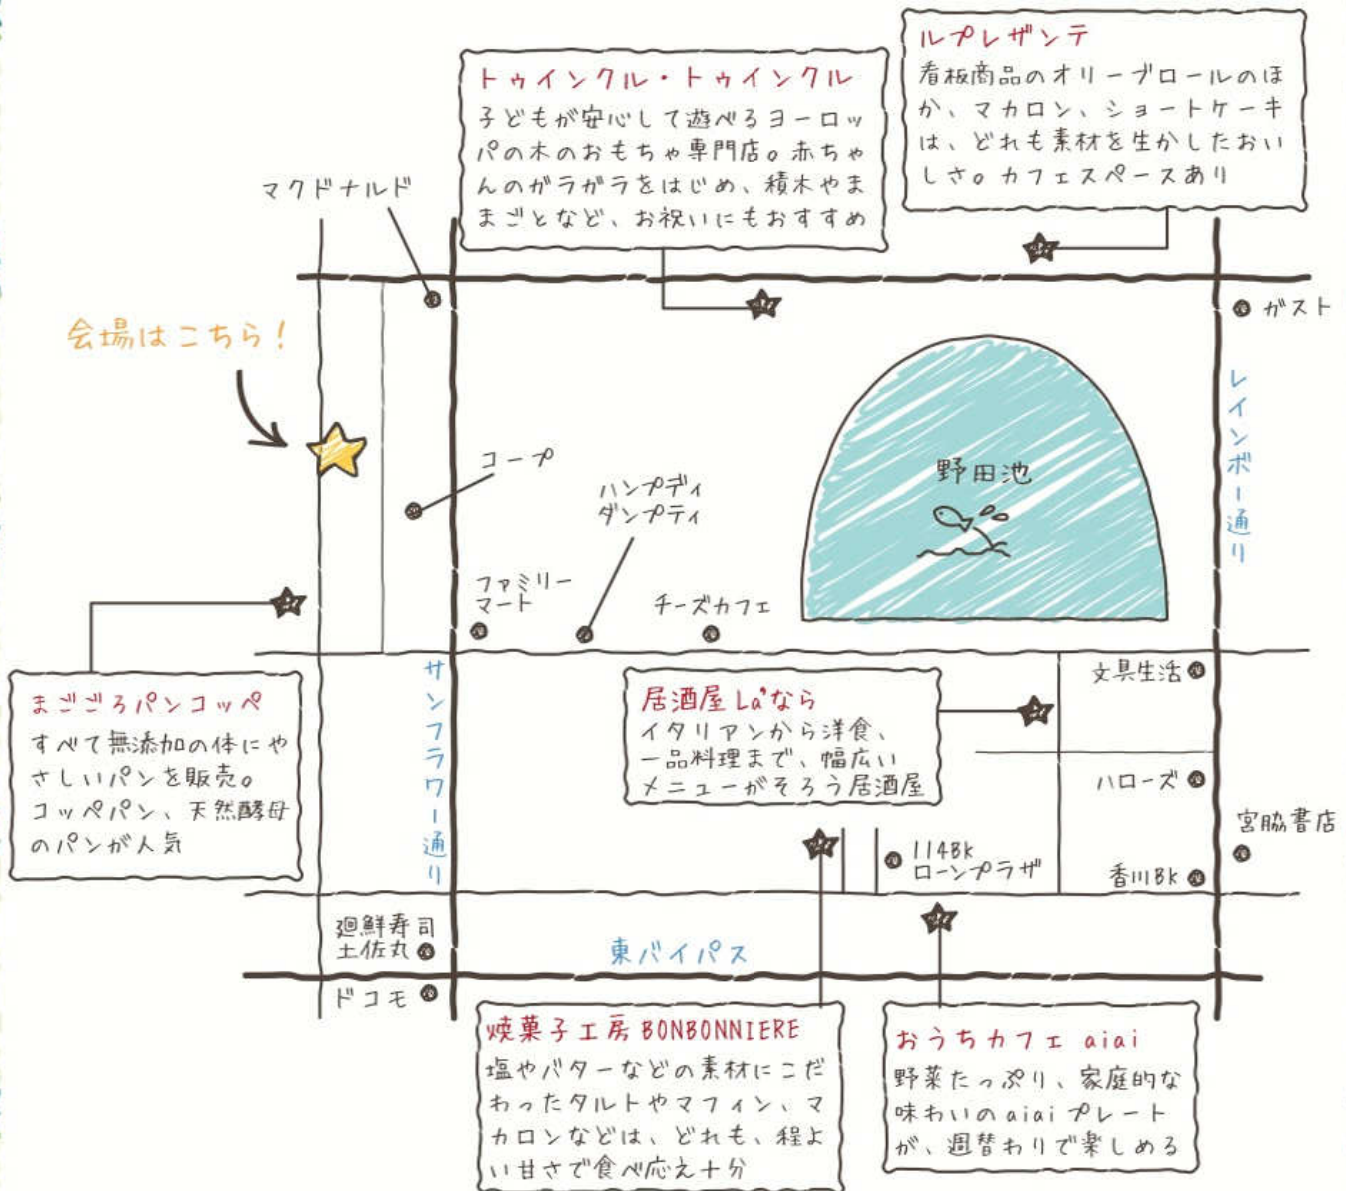 ルプレザンテ
看板商品のオリーブロールのほ
か、マカロン、ショートケーキ
は、どれも素材を生かしたおい
しさ。カフェスペースあり
トゥインクル・トゥインクル
子どもが安心して遊べるヨーロッ
パの木のおもちゃ専門店。赤ちゃ
んのガラガラをはじめ、積木やま
まごとなど、お祝いにもおすすめ
マクドナルド
ガスト
会場はこちら!
レインボー通り
コープ
野田池
ハンプディ
ダンプティ
ファミリー
マート
チーズカフェ
サンフラワー通り
まごころパンコッペ
すべて無添加の体にや
さしいパンを販売。
コッペパン、天然酵母
のパンが人気
居酒屋 La'なら
イタリアンから洋食、
一品料理まで、幅広い
メニューがそろう居酒屋
文具生活
ハローズ
宮脇書店
114BK
ローンプラザ
香川BK
廻鮮寿司
土佐丸
東バイパス
ドコモ
焼菓子工房 BONBONNIERE
塩やバターなどの素材にこだ
わったタルトやマフィン、マ
カロンなどは、どれも、程よ
い甘さで食べ応え十分
おうちカフェ aiai
野菜たっぷり、家庭的な
味わいのaiaiプレート
が、週替わりで楽しめる